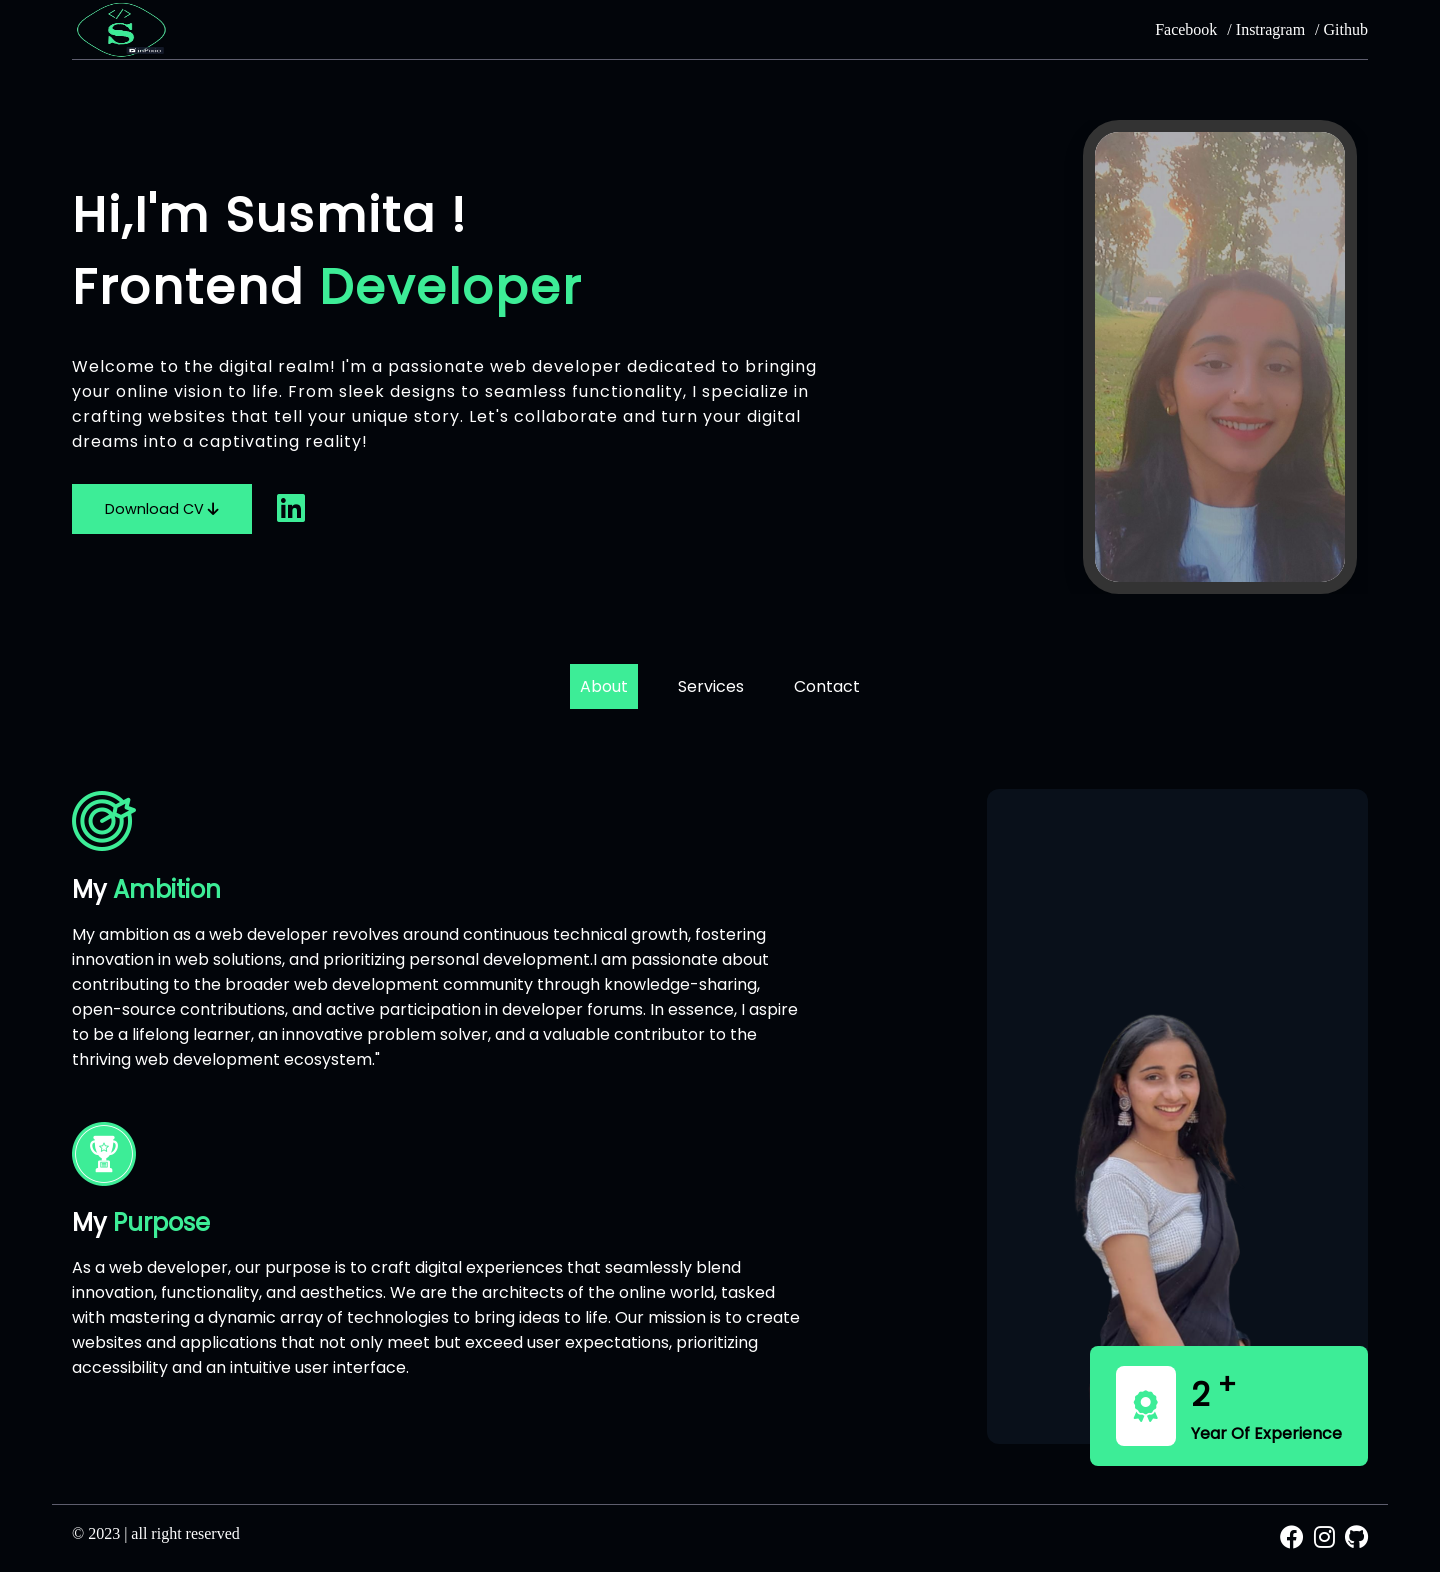 </> S
Facebook / Instragram / Github
Hi,I'm Susmita !
Frontend Developer
Welcome to the digital realm! I'm a passionate web developer dedicated to bringing
your online vision to life. From sleek designs to seamless functionality, I specialize in
crafting websites that tell your unique story. Let's collaborate and turn your digital
dreams into a captivating reality!
Download CV
in
About Services Contact
My Ambition
My ambition as a web developer revolves around continuous technical growth, fostering
innovation in web solutions, and prioritizing personal development.I am passionate about
contributing to the broader web development community through knowledge-sharing,
open-source contributions, and active participation in developer forums. In essence, I aspire
to be a lifelong learner, an innovative problem solver, and a valuable contributor to the
thriving web development ecosystem."
My Purpose
As a web developer, our purpose is to craft digital experiences that seamlessly blend
innovation, functionality, and aesthetics. We are the architects of the online world, tasked
with mastering a dynamic array of technologies to bring ideas to life. Our mission is to create
websites and applications that not only meet but exceed user expectations, prioritizing
accessibility and an intuitive user interface.
2 +
Year Of Experience
© 2023 | all right reserved